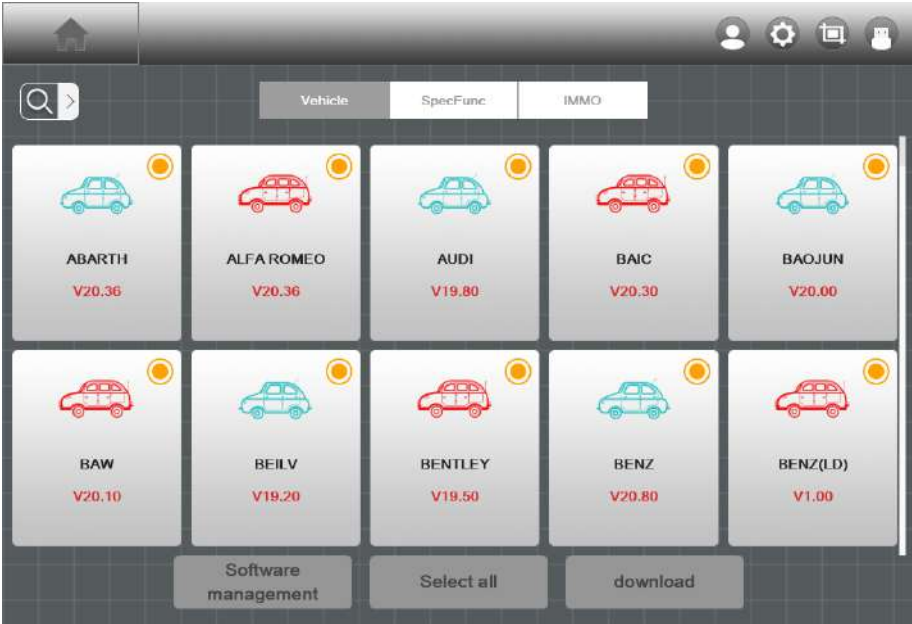 Vehicle
SpecFunc
IMMO
ABARTH
ALFA ROMEO
AUDI
BAIC
BAOJUN
V20.36
V20.36
V19.80
V20.30
V20.00
BAW
BEILV
BENTLEY
BENZ
BENZ(LD)
V20.10
V19.20
V19.50
V20.80
V1.00
Software
management
Select all
download